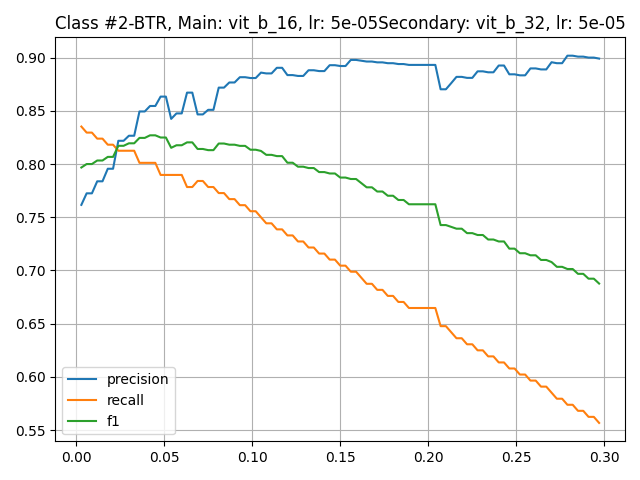 Class #2-BTR, Main: vit_b_16, lr: 5e-05Secondary: vit_b_32, lr: 5e-05
0.90
0.85
0.80
0.75
0.70
0.65
0.60
0.55
precision
recall
f1
0.00 0.05 0.10 0.15 0.20 0.25 0.30